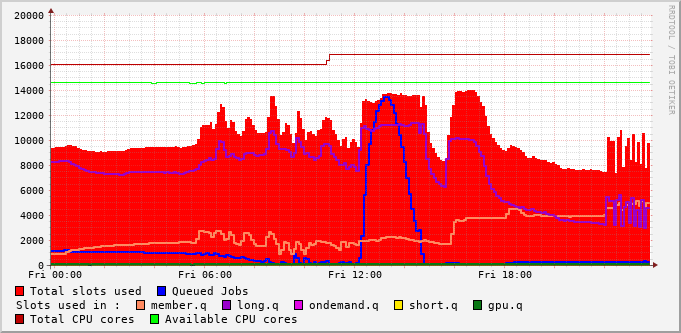 20000
18000
16000
14000
12000
10000
8000
6000
4000
2000
0
Fri 00:00 Fri 06:00 Fri 12:00 Fri 18:00
RRDTOOL / TOBI OETIKER
Total slots used Queued Jobs
Slots used in : member.q long.q ondemand.q short.q gpu.q
Total CPU cores Available CPU cores